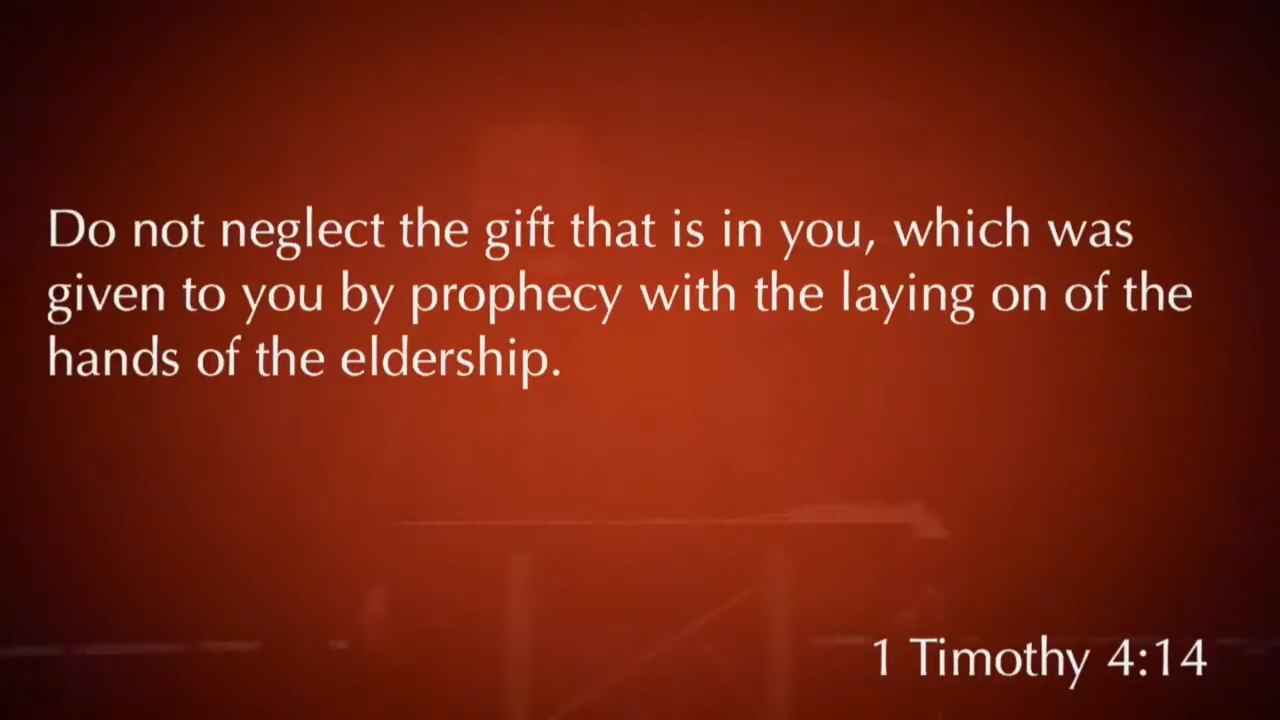 Do not neglect the gift that is in you, which was
given to you by prophecy with the laying on of the
hands of the eldership.
1 Timothy 4:14